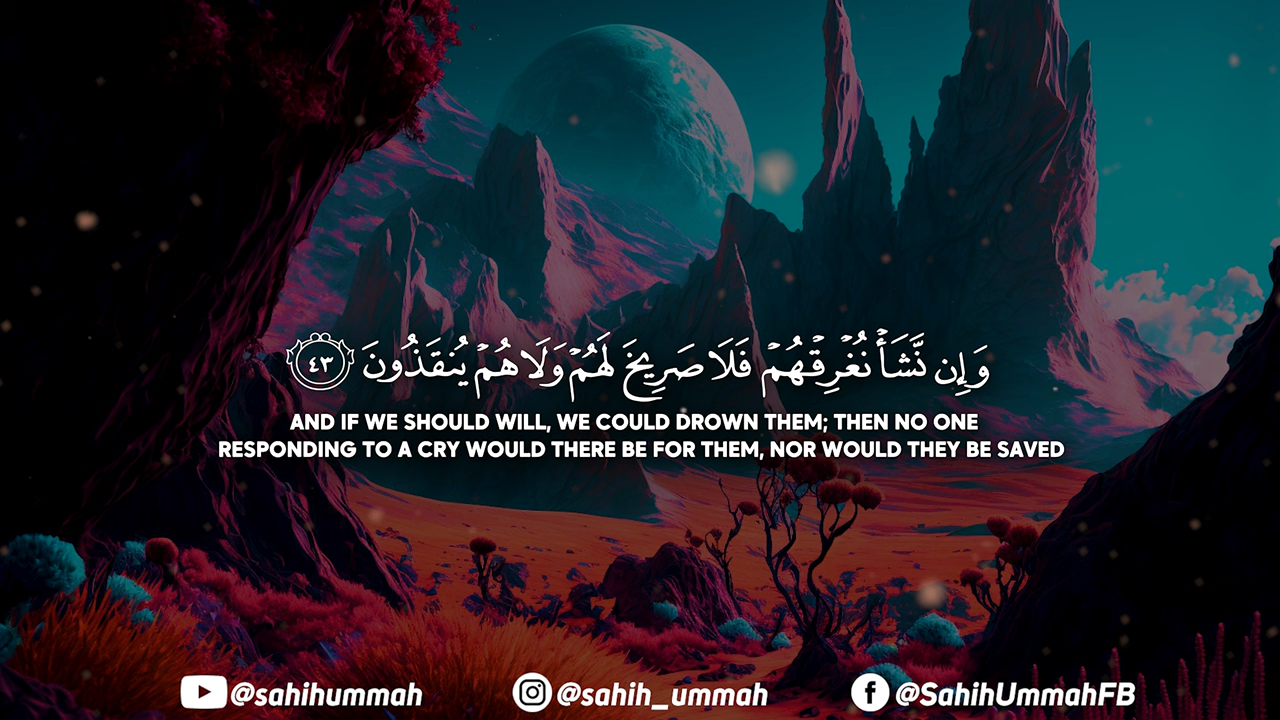 وَإِن نَّشَأْ نُغْرِقْهُمْ فَلَا صَرِيخَ لَهُمْ وَلَا هُمْ يُنقَذُونَ ٤٣
AND IF WE SHOULD WILL, WE COULD DROWN THEM; THEN NO ONE
RESPONDING TO A CRY WOULD THERE BE FOR THEM, NOR WOULD THEY BE SAVED
@sahihummah @sahih_ummah @SahihUmmahFB